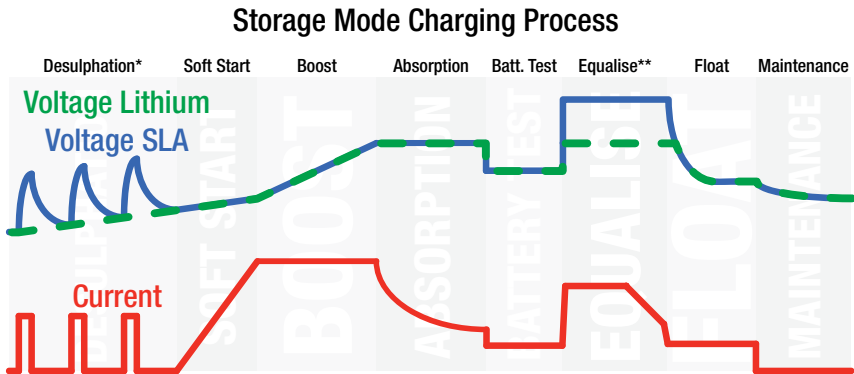 Storage Mode Charging Process
Desulphation* Soft Start Boost Absorption Batt. Test Equalise** Float Maintenance
Voltage Lithium
Voltage SLA
Current
SOFT START
BOOST
ABSORPTION
EQUALISE
FLOAT
MAINTENANCE